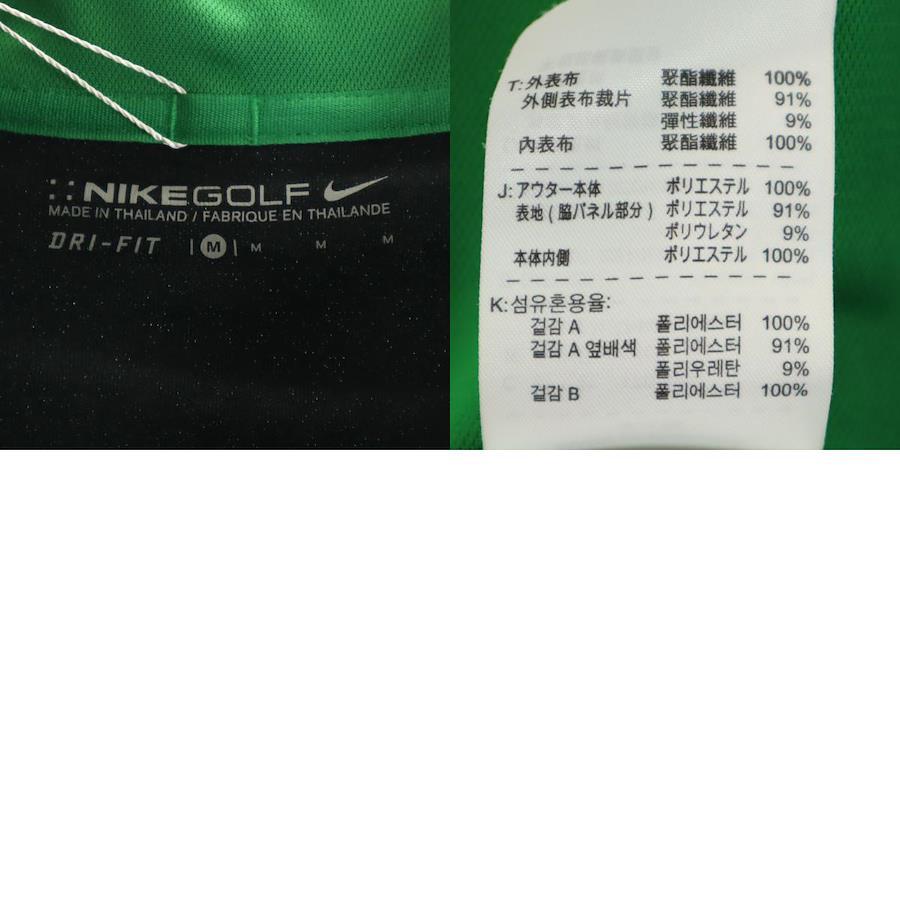 NIKEGOLF
MADE IN THAILAND / FABRIQUE EN THAILANDE
DRI-FIT | M | M M M
T: 外表布 聚酯纖維 100%
外側表布裁片 聚酯纖維 91%
彈性纖維 9%
內表布 聚酯纖維 100%
J: アウター本体 ポリエステル 100%
表地 ( 脇パネル部分 ) ポリエステル 91%
ポリウレタン 9%
本体内側 ポリエステル 100%
K: 섬유혼용율:
겉감 A 폴리에스터 100%
겉감 A 옆배색 폴리에스터 91%
폴리우레탄 9%
겉감 B 폴리에스터 100%